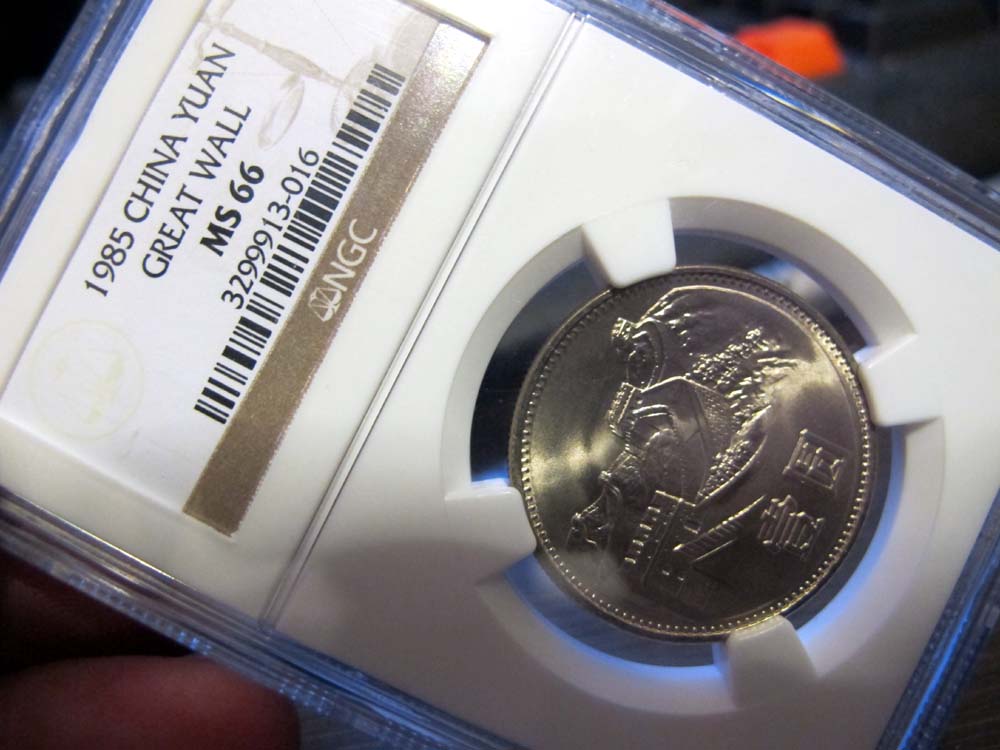 1985 CHINA YUAN
GREAT WALL
MS 66
3299913-016
NGC
壹圆